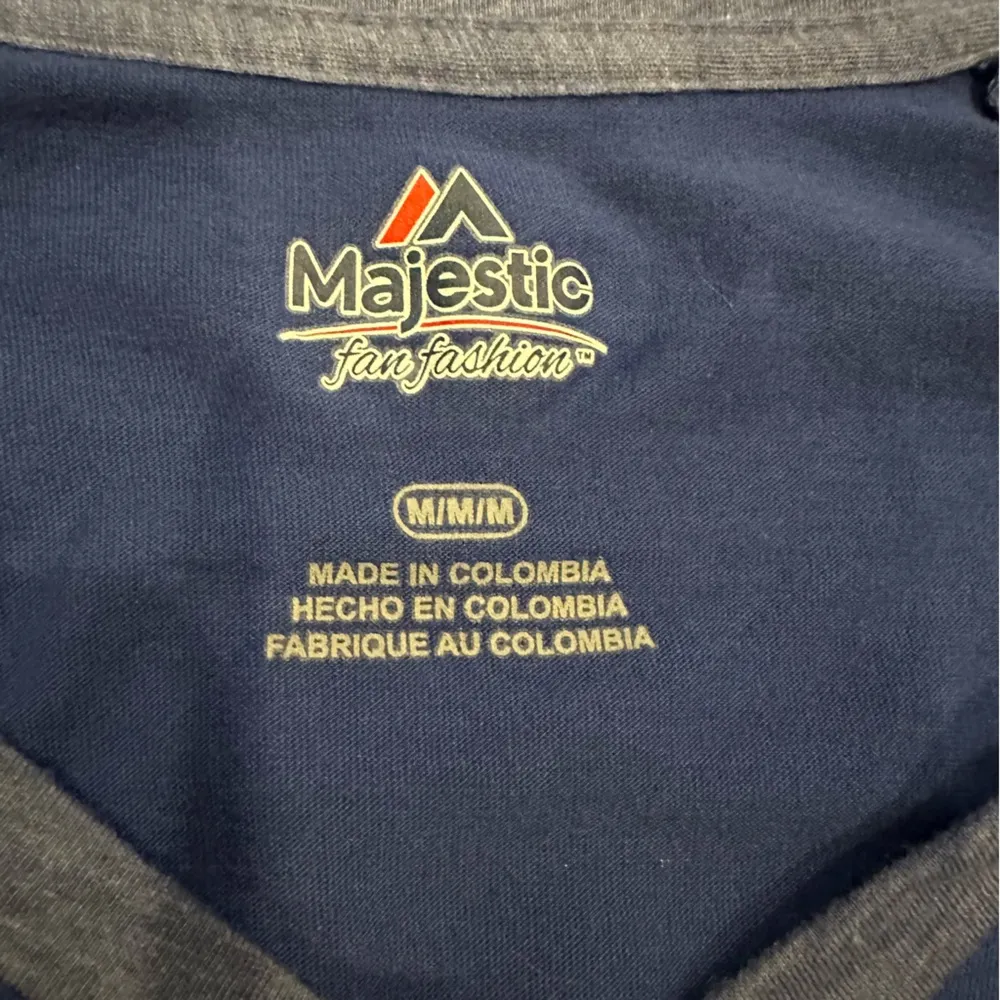 Majestic
fan fashion™
M/M/M
MADE IN COLOMBIA
HECHO EN COLOMBIA
FABRIQUE AU COLOMBIA